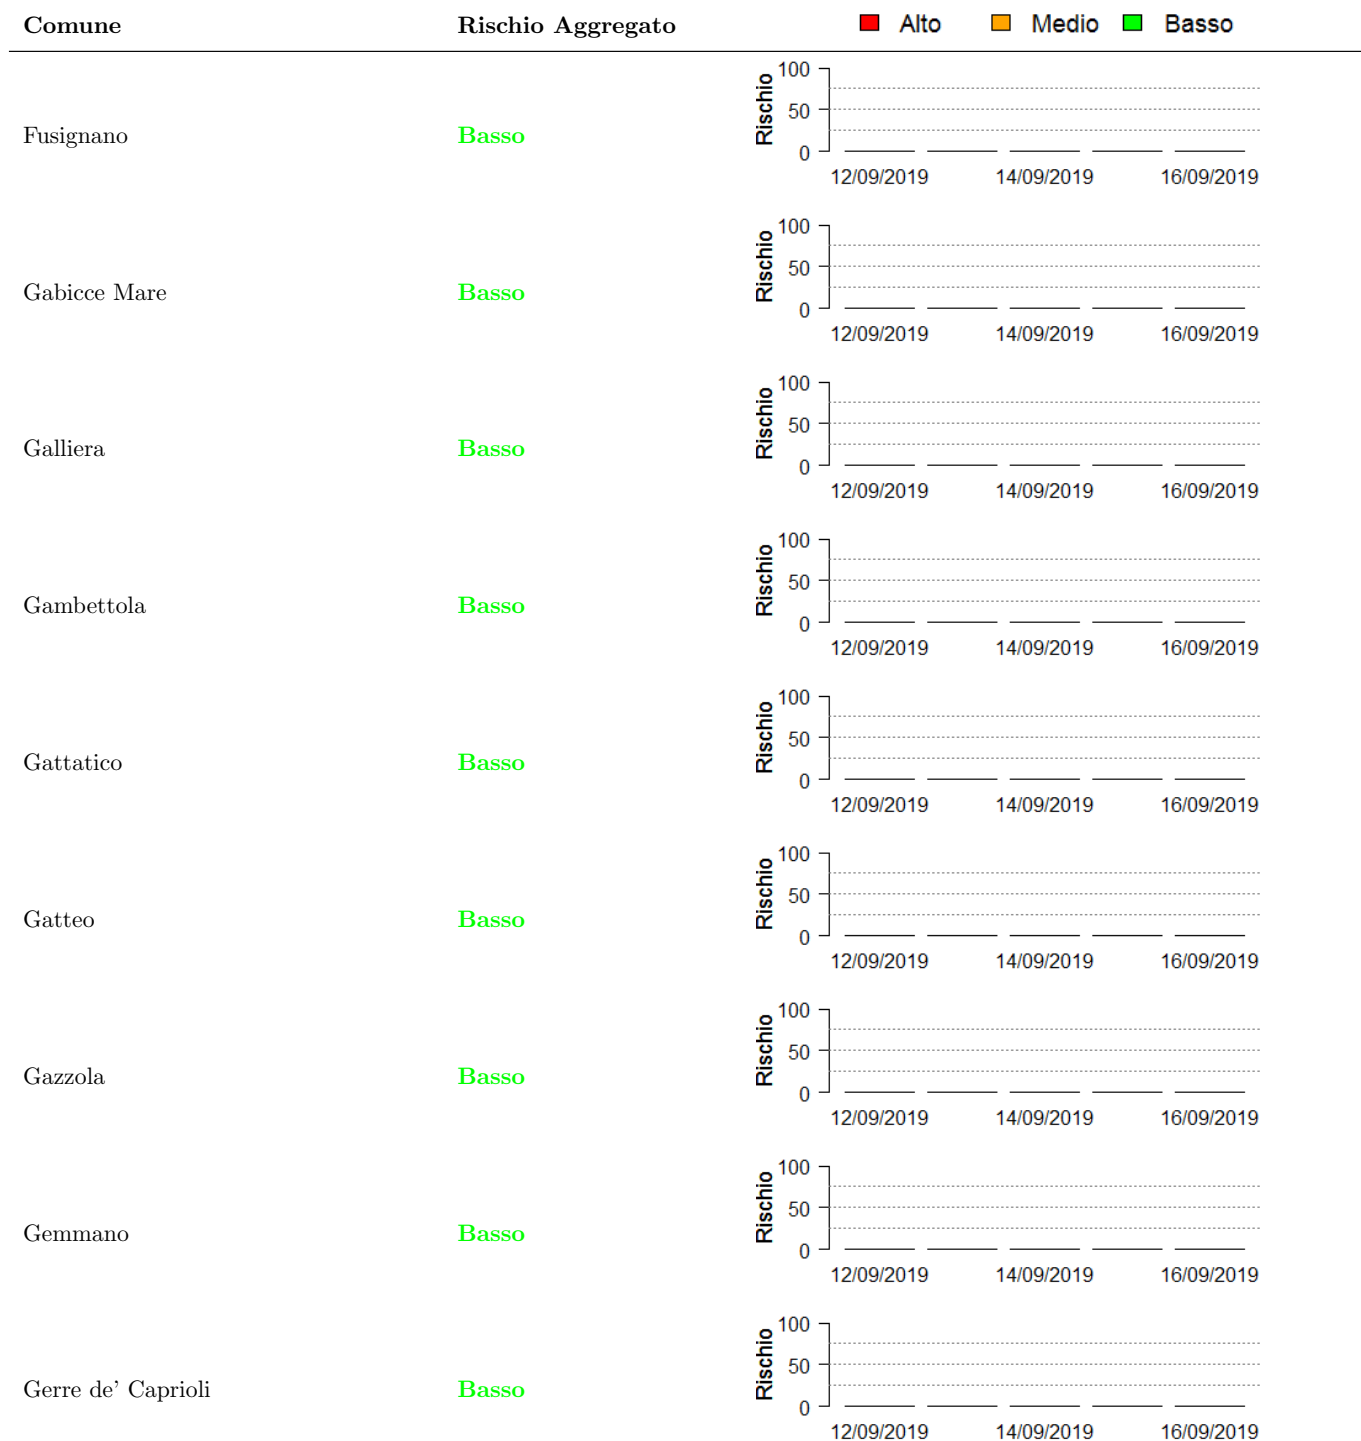 Comune Rischio Aggregato Alto Medio Basso
100
50
0
Rischio
Fusignano Basso
12/09/2019 14/09/2019 16/09/2019
100
50
0
Rischio
Gabicce Mare Basso
12/09/2019 14/09/2019 16/09/2019
100
50
0
Rischio
Galliera Basso
12/09/2019 14/09/2019 16/09/2019
100
50
0
Rischio
Gambettola Basso
12/09/2019 14/09/2019 16/09/2019
100
50
0
Rischio
Gattatico Basso
12/09/2019 14/09/2019 16/09/2019
100
50
0
Rischio
Gatteo Basso
12/09/2019 14/09/2019 16/09/2019
100
50
0
Rischio
Gazzola Basso
12/09/2019 14/09/2019 16/09/2019
100
50
0
Rischio
Gemmano Basso
12/09/2019 14/09/2019 16/09/2019
100
50
0
Rischio
Gerre de' Caprioli Basso
12/09/2019 14/09/2019 16/09/2019